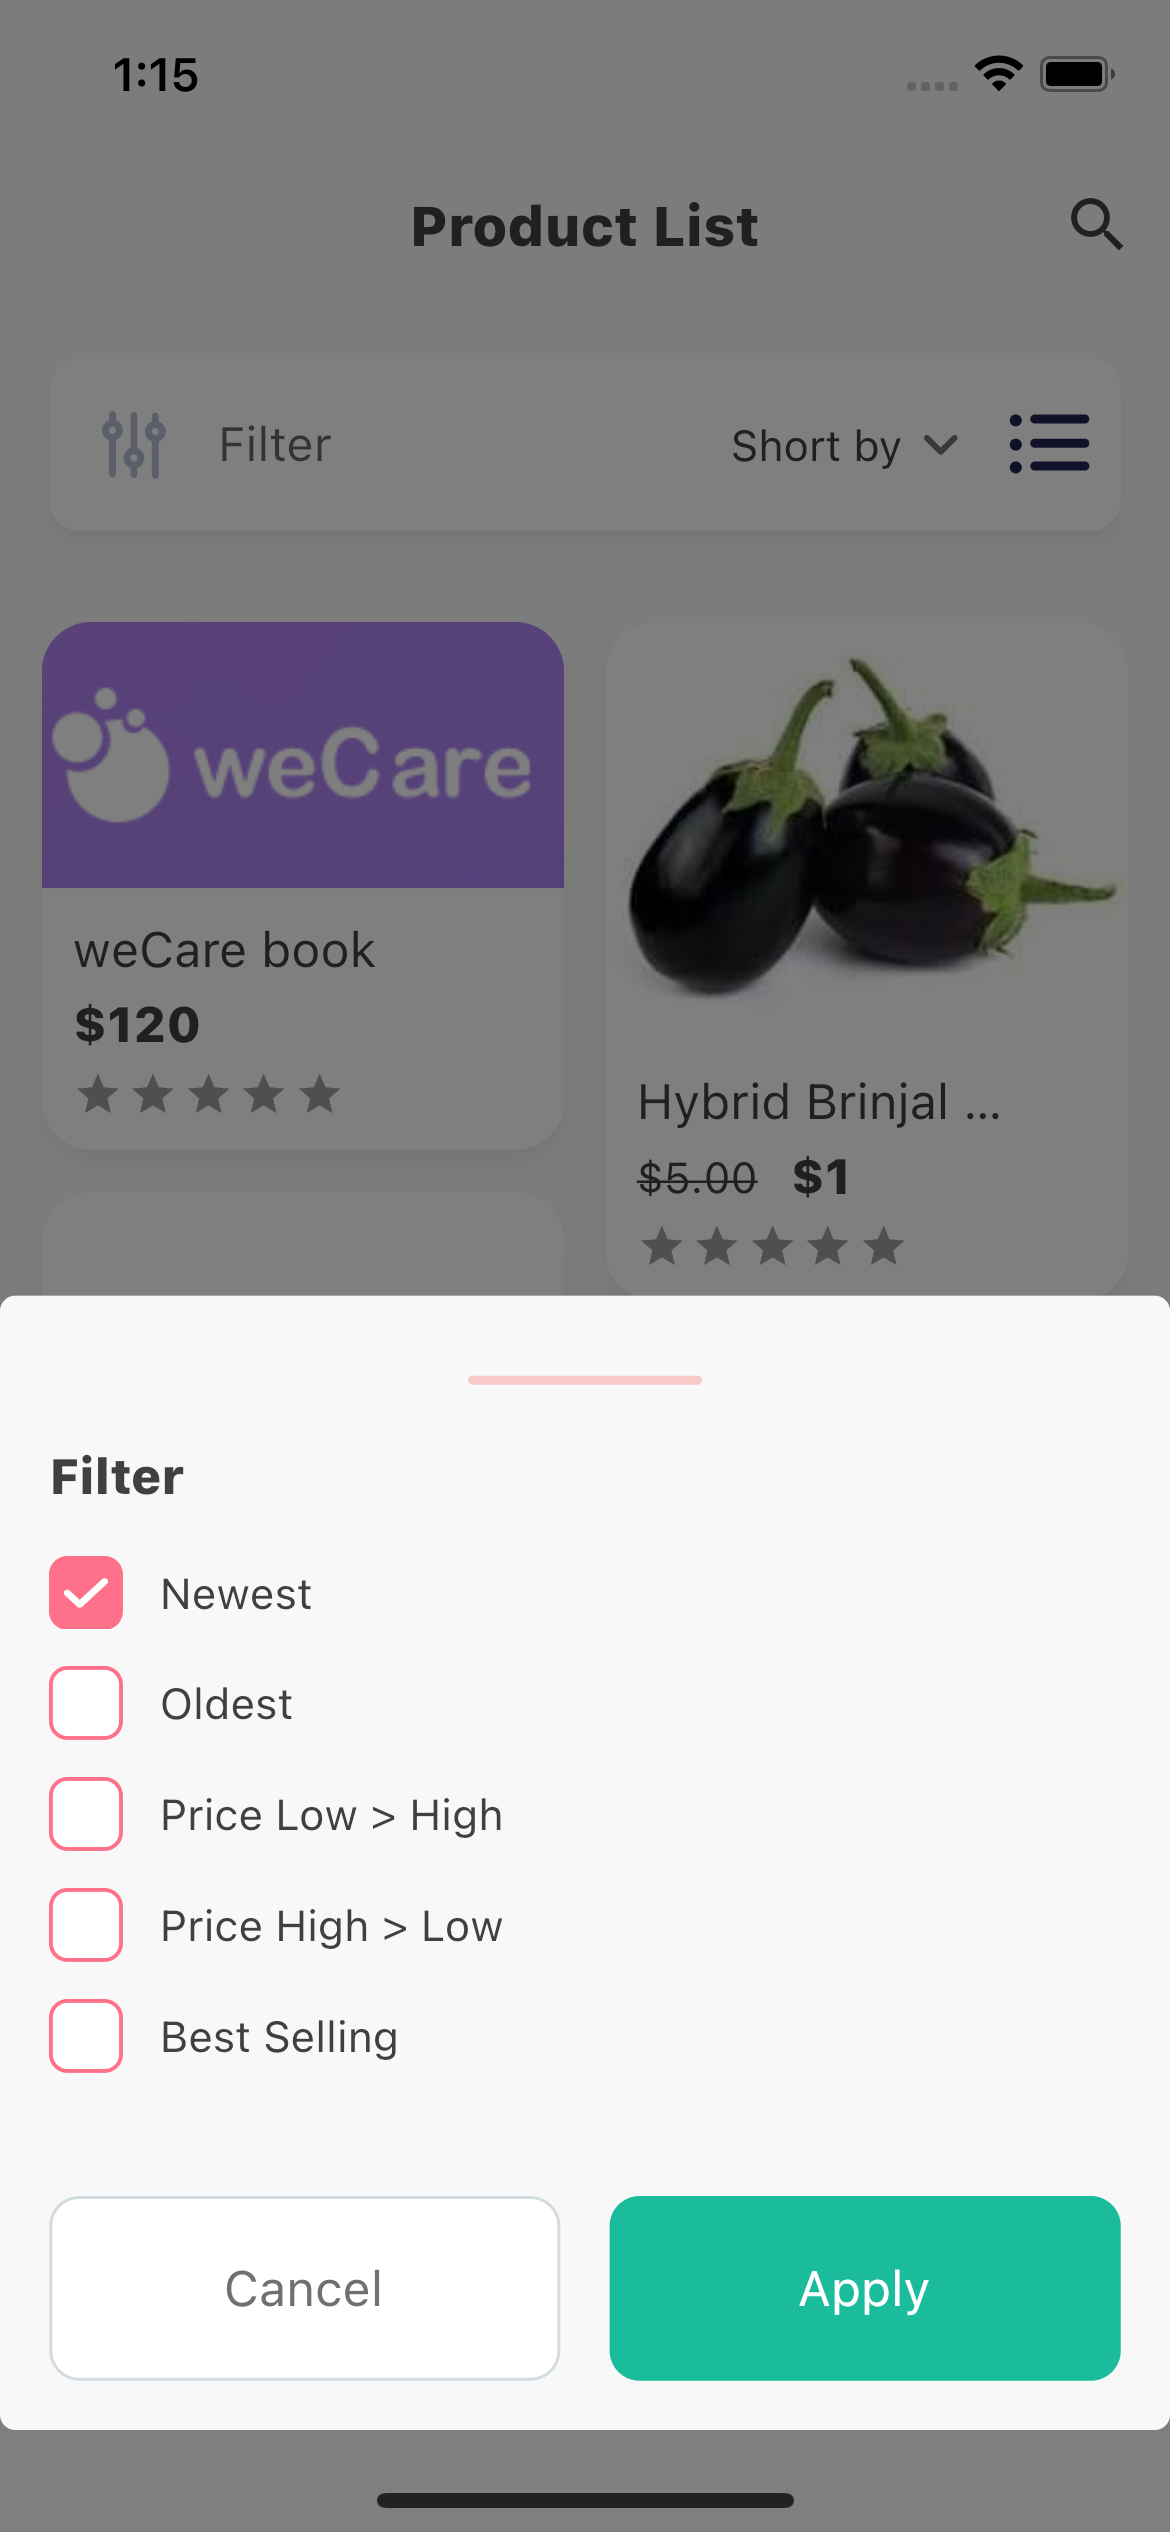 1:15
Product List
Filter
Short by
weCare
weCare book
$120
Hybrid Brinjal ...
$5.00 $1
Filter
Newest
Oldest
Price Low > High
Price High > Low
Best Selling
Cancel
Apply